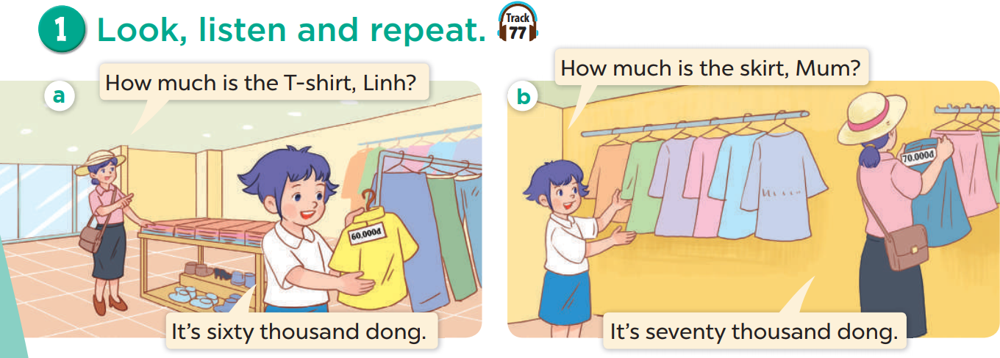 1 Look, listen and repeat.
Track
77
a
How much is the T-shirt, Linh?
60.000đ
It's sixty thousand dong.
b
How much is the skirt, Mum?
70.000đ
It's seventy thousand dong.